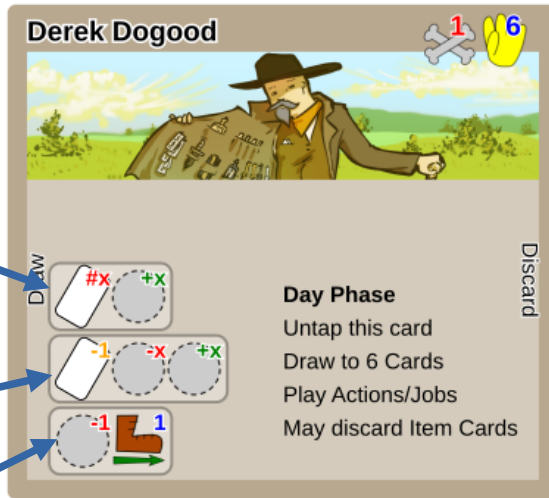 Derek Dogood
1 6
Draw
Discard
#x +x
-1 -x +x
-1 1
Day Phase
Untap this card
Draw to 6 Cards
Play Actions/Jobs
May discard Item Cards